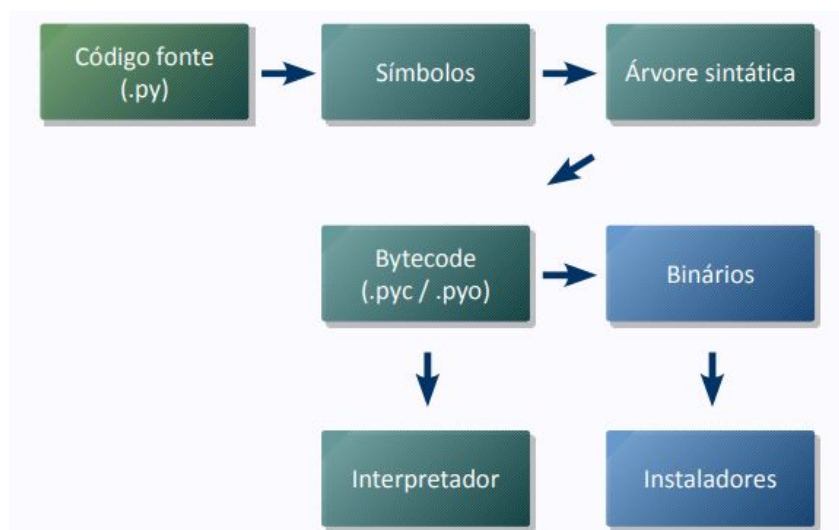 Código fonte
(.py)
Símbolos
Árvore sintática
Bytecode
(.pyc / .pyo)
Binários
Interpretador
Instaladores